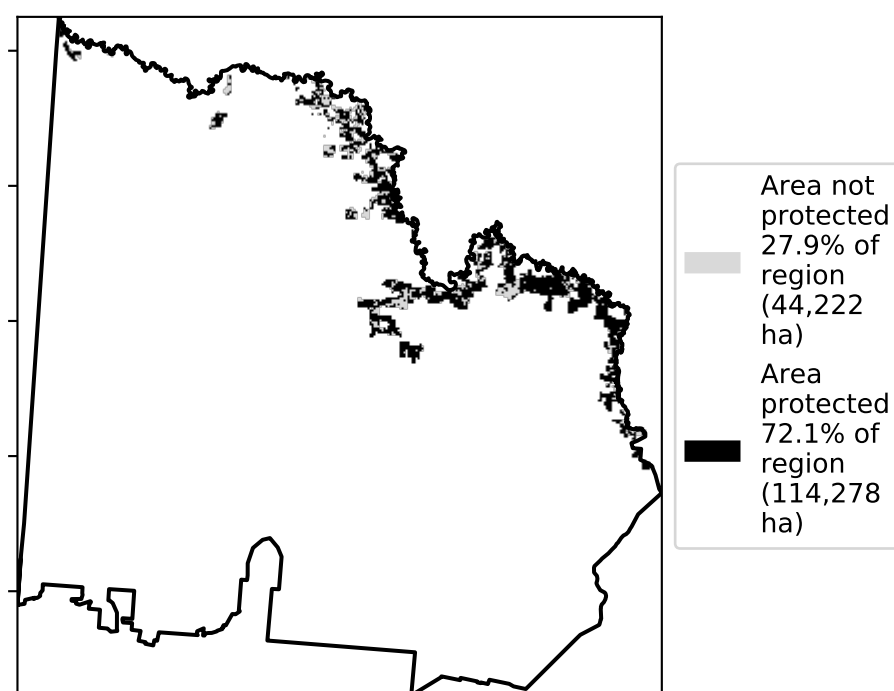 Area not
protected
27.9% of
region
(44,222
ha)
Area
protected
72.1% of
region
(114,278
ha)